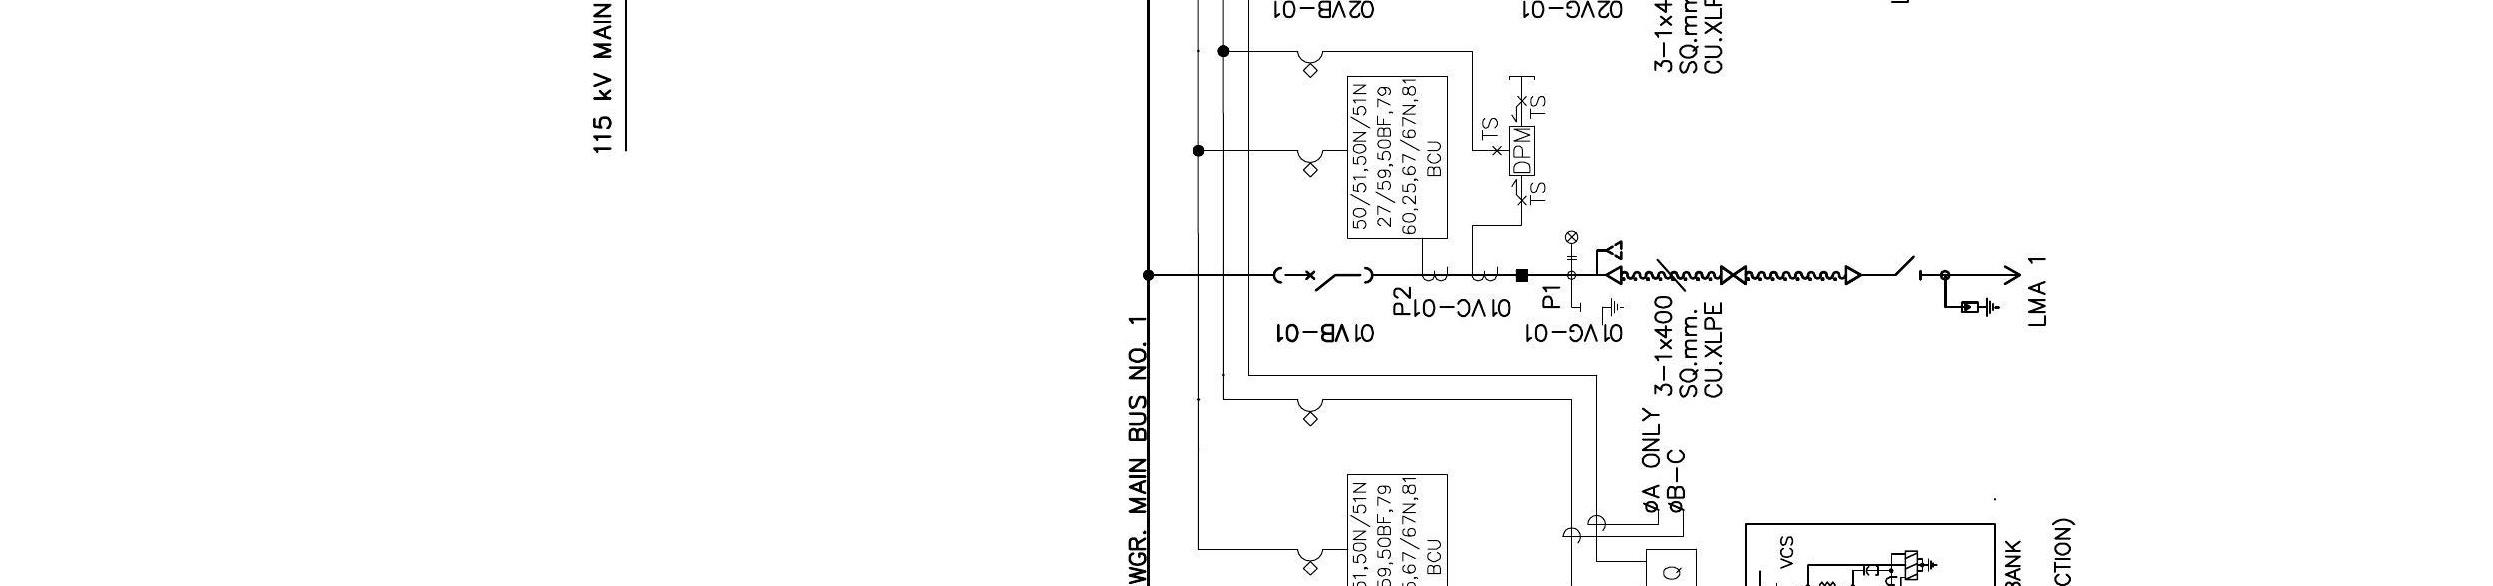 115 kV MAIN
WGR. MAIN BUS NO. 1
02VB-01
02VG-01
3-1x4
SQ.mm
CU.XLP
50/51,50N/51N
27/59,50BF,79
60,25,67/67N,81
BCU
TS
TS
DPM
TS
P2
01VC-01
P1
01VB-01
01VG-01
3-1x400
SQ.mm.
CU.XLPE
LMA 1
øA ONLY
øB-C
51,50N/51N
59,50BF,79
,67/67N,81
BCU
Q
VCS
BANK
CTION)